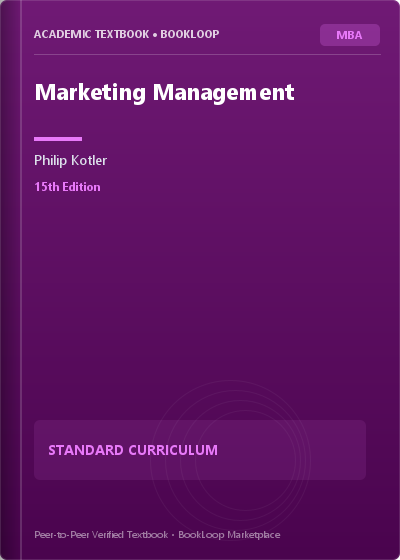 ACADEMIC TEXTBOOK • BOOKLOOP
MBA
Marketing Management
Philip Kotler
15th Edition
STANDARD CURRICULUM
Peer-to-Peer Verified Textbook • BookLoop Marketplace